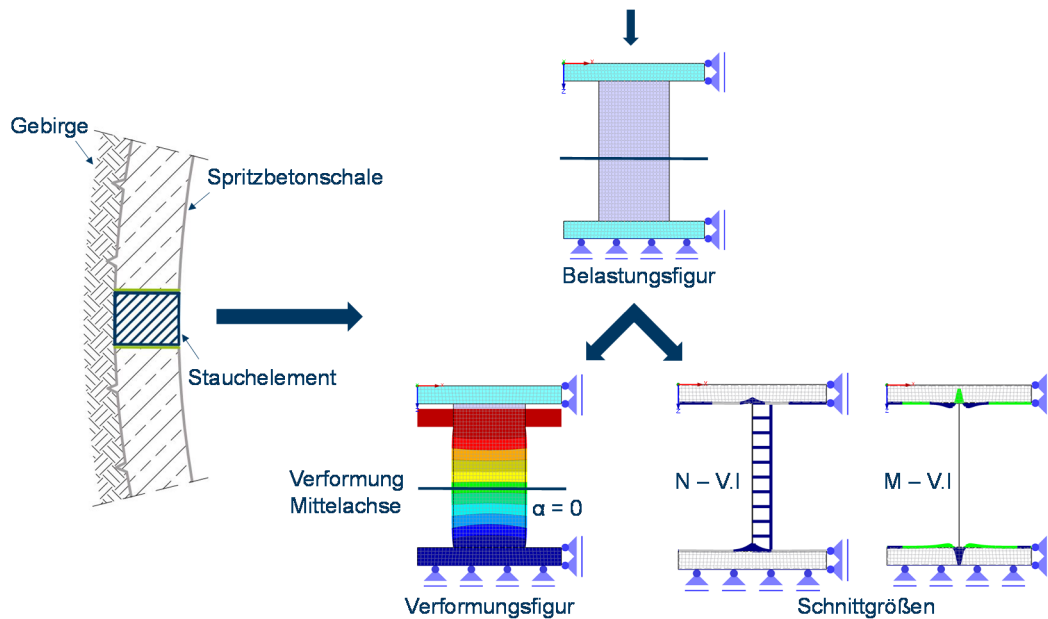 Gebirge
Spritzbetonschale
Stauchelement
x
z
Belastungsfigur
x
z
Verformung
Mittelachse
α = 0
Verformungsfigur
x
z
N – V.I
x
z
M – V.I
Schnittgrößen